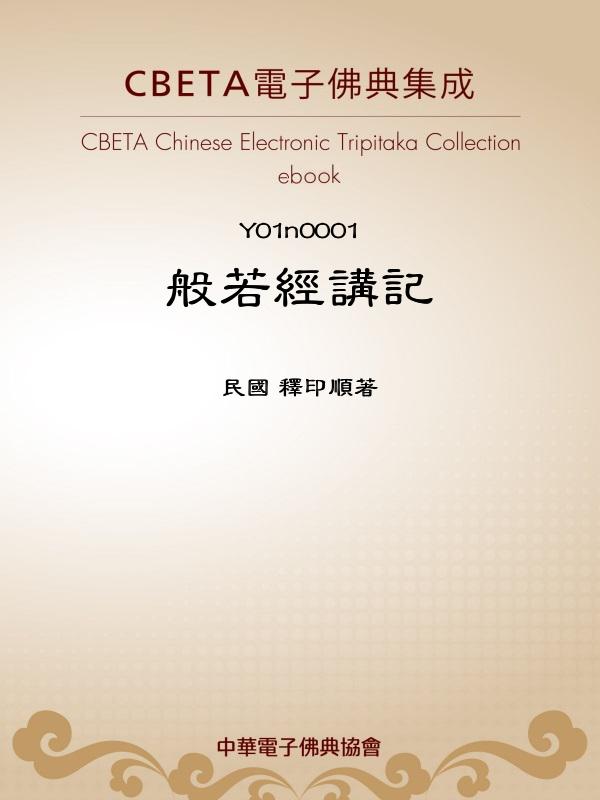 CBETA電子佛典集成
CBETA Chinese Electronic Tripitaka Collection
ebook
Y01n0001
般若經講記
民國 釋印順著
中華電子佛典協會